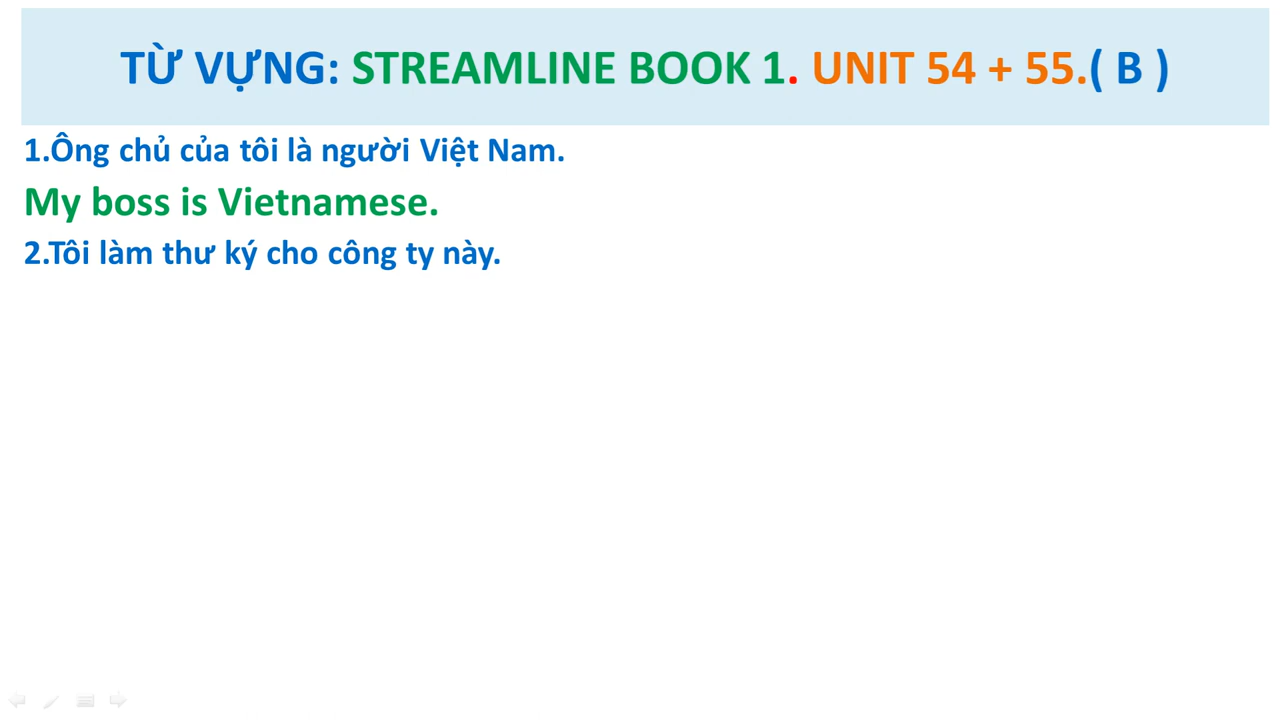 TỪ VỰNG: STREAMLINE BOOK 1. UNIT 54 + 55.( B )
1.Ông chủ của tôi là người Việt Nam.
My boss is Vietnamese.
2.Tôi làm thư ký cho công ty này.